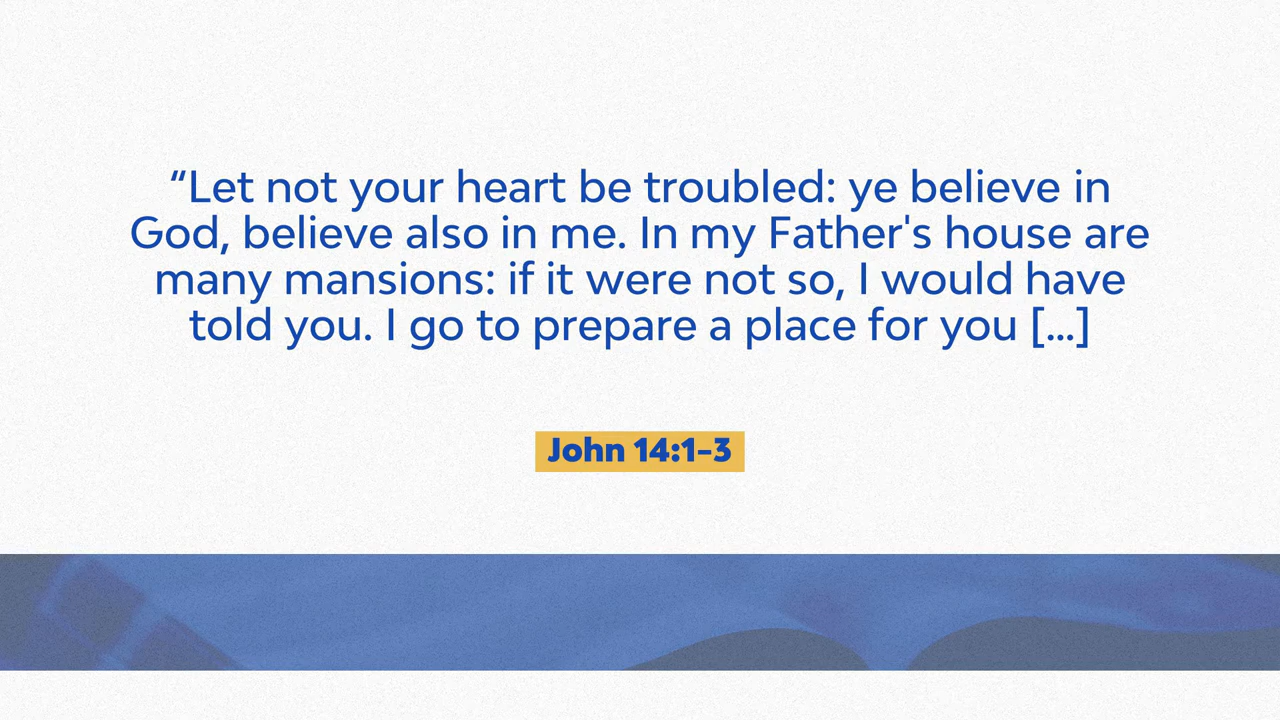 “Let not your heart be troubled: ye believe in
God, believe also in me. In my Father's house are
many mansions: if it were not so, I would have
told you. I go to prepare a place for you [...]
John 14:1-3